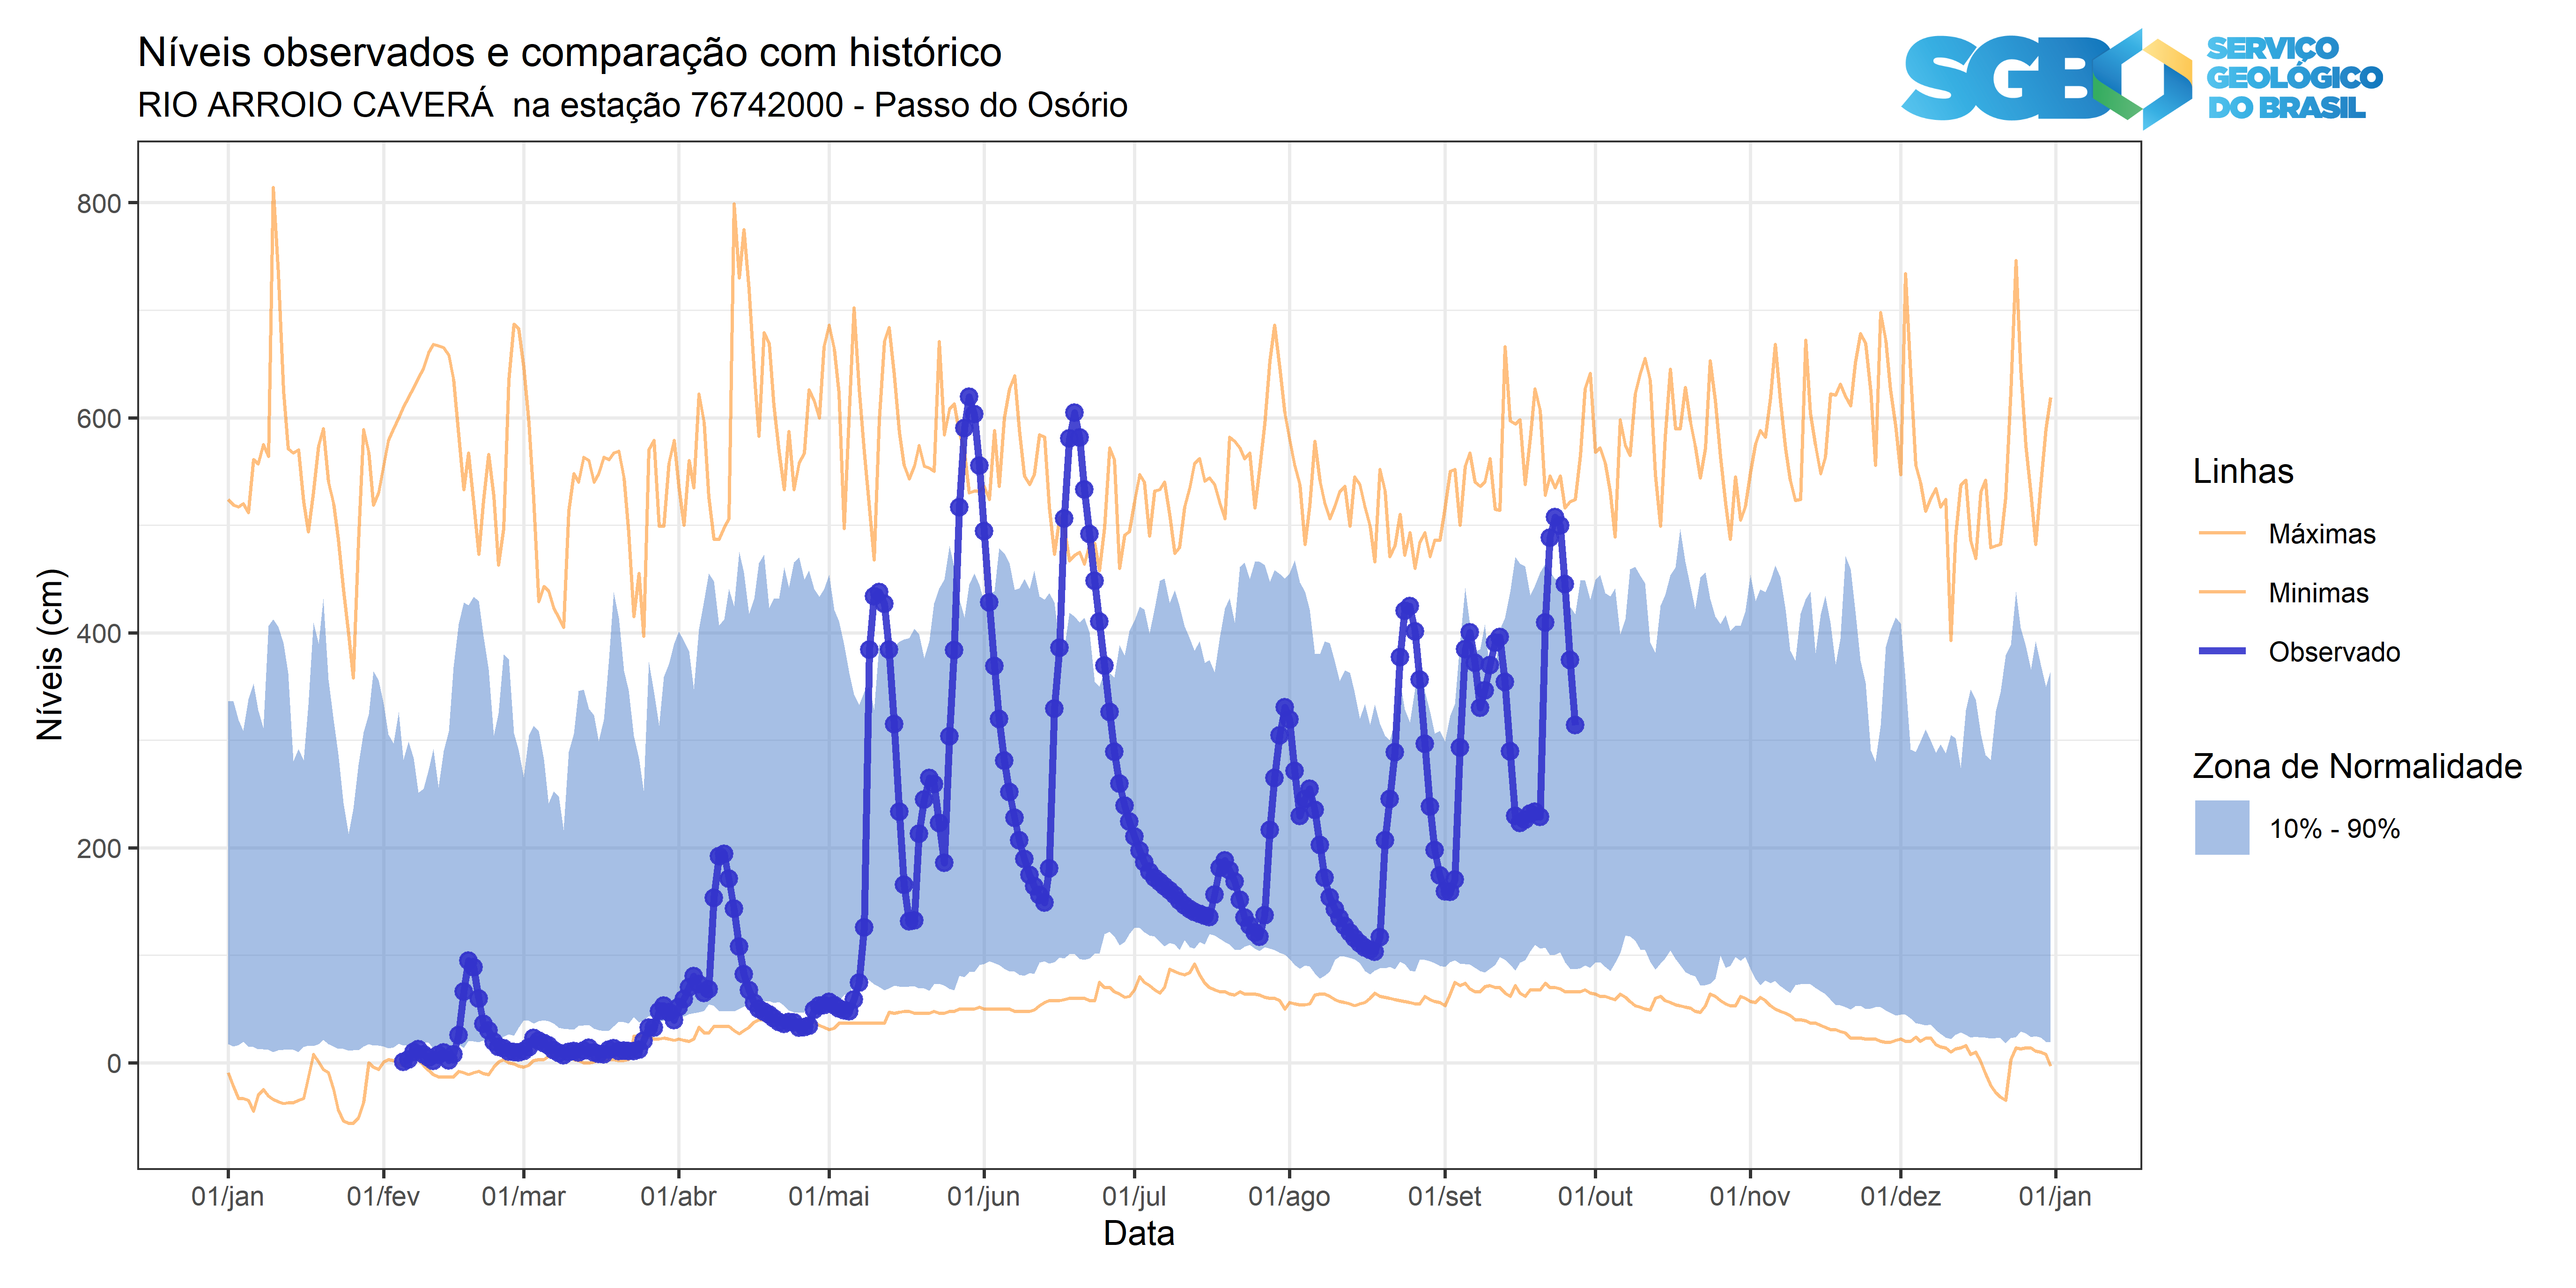 Níveis observados e comparação com histórico
RIO ARROIO CAVERÁ  na estação 76742000 - Passo do Osório
SGB
SERVIÇO
GEOLÓGICO
DO BRASIL
Níveis (cm)
800
600
400
200
0
01/jan
01/fev
01/mar
01/abr
01/mai
01/jun
01/jul
01/ago
01/set
01/out
01/nov
01/dez
01/jan
Data
Linhas
Máximas
Minimas
Observado
Zona de Normalidade
10% - 90%